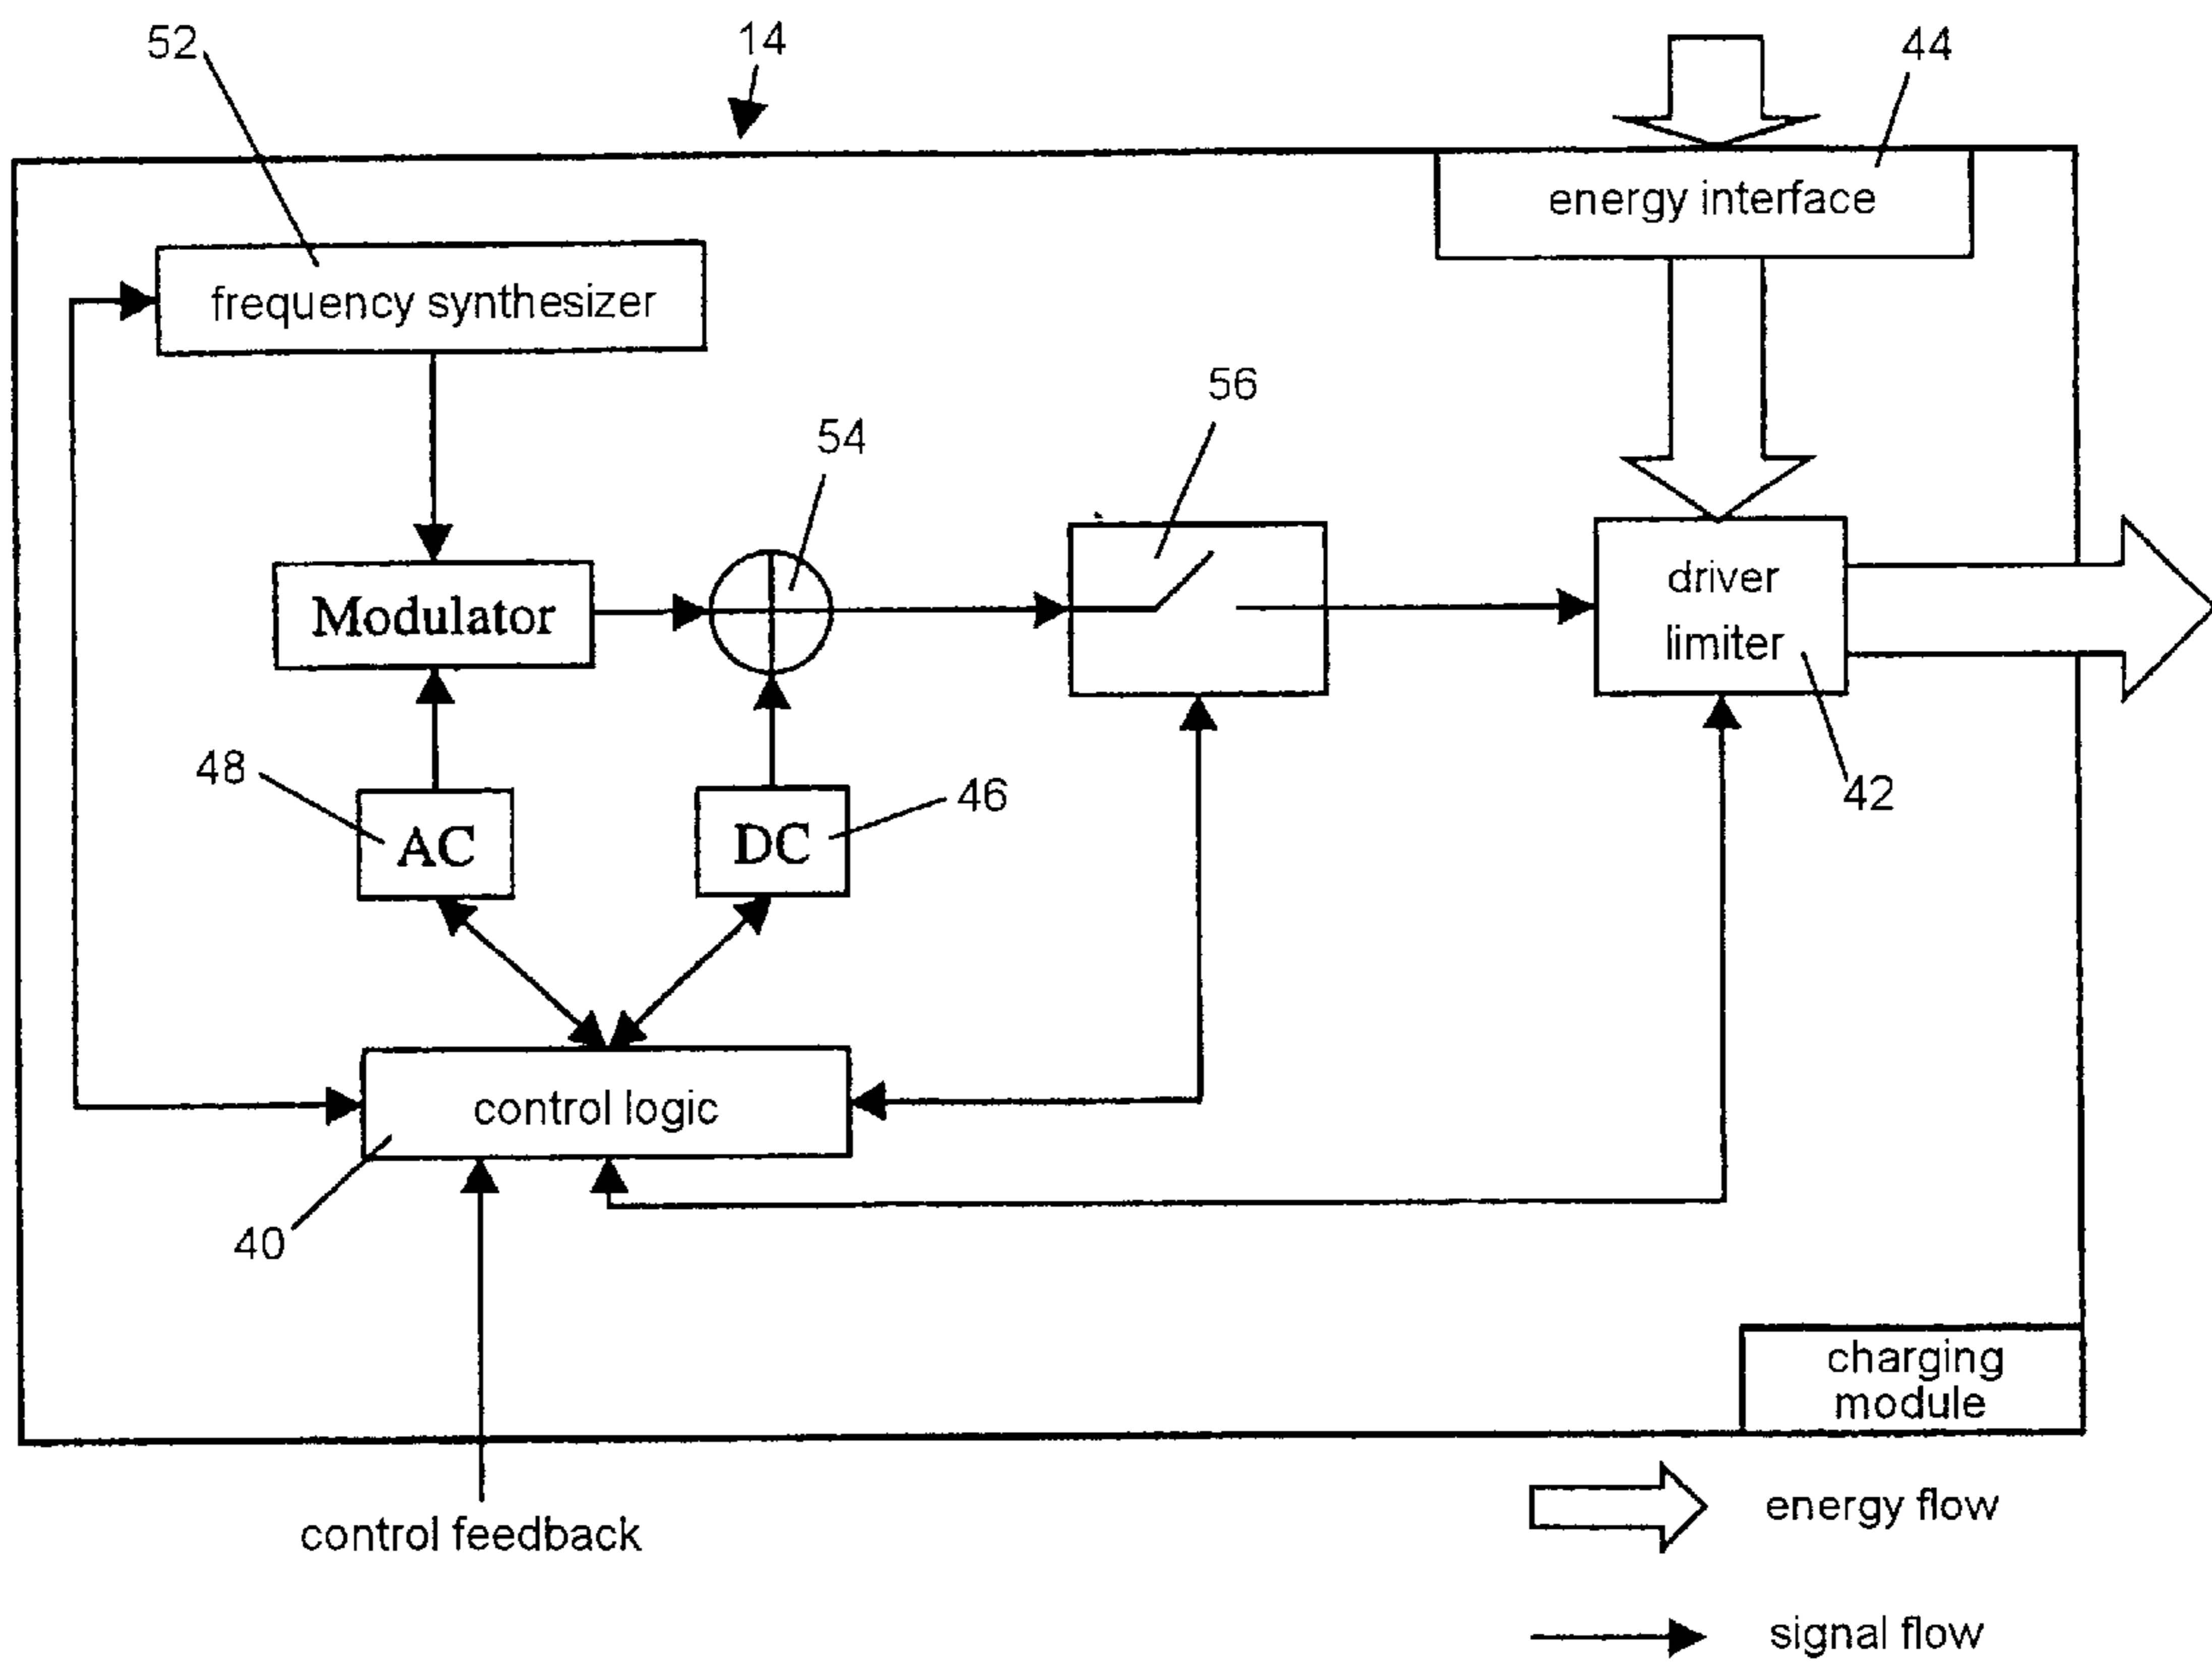 52
14
44
energy interface
frequency synthesizer
56
54
driver
limiter
Modulator
48
46
42
AC
DC
control logic
40
charging
module
control feedback
energy flow
signal flow